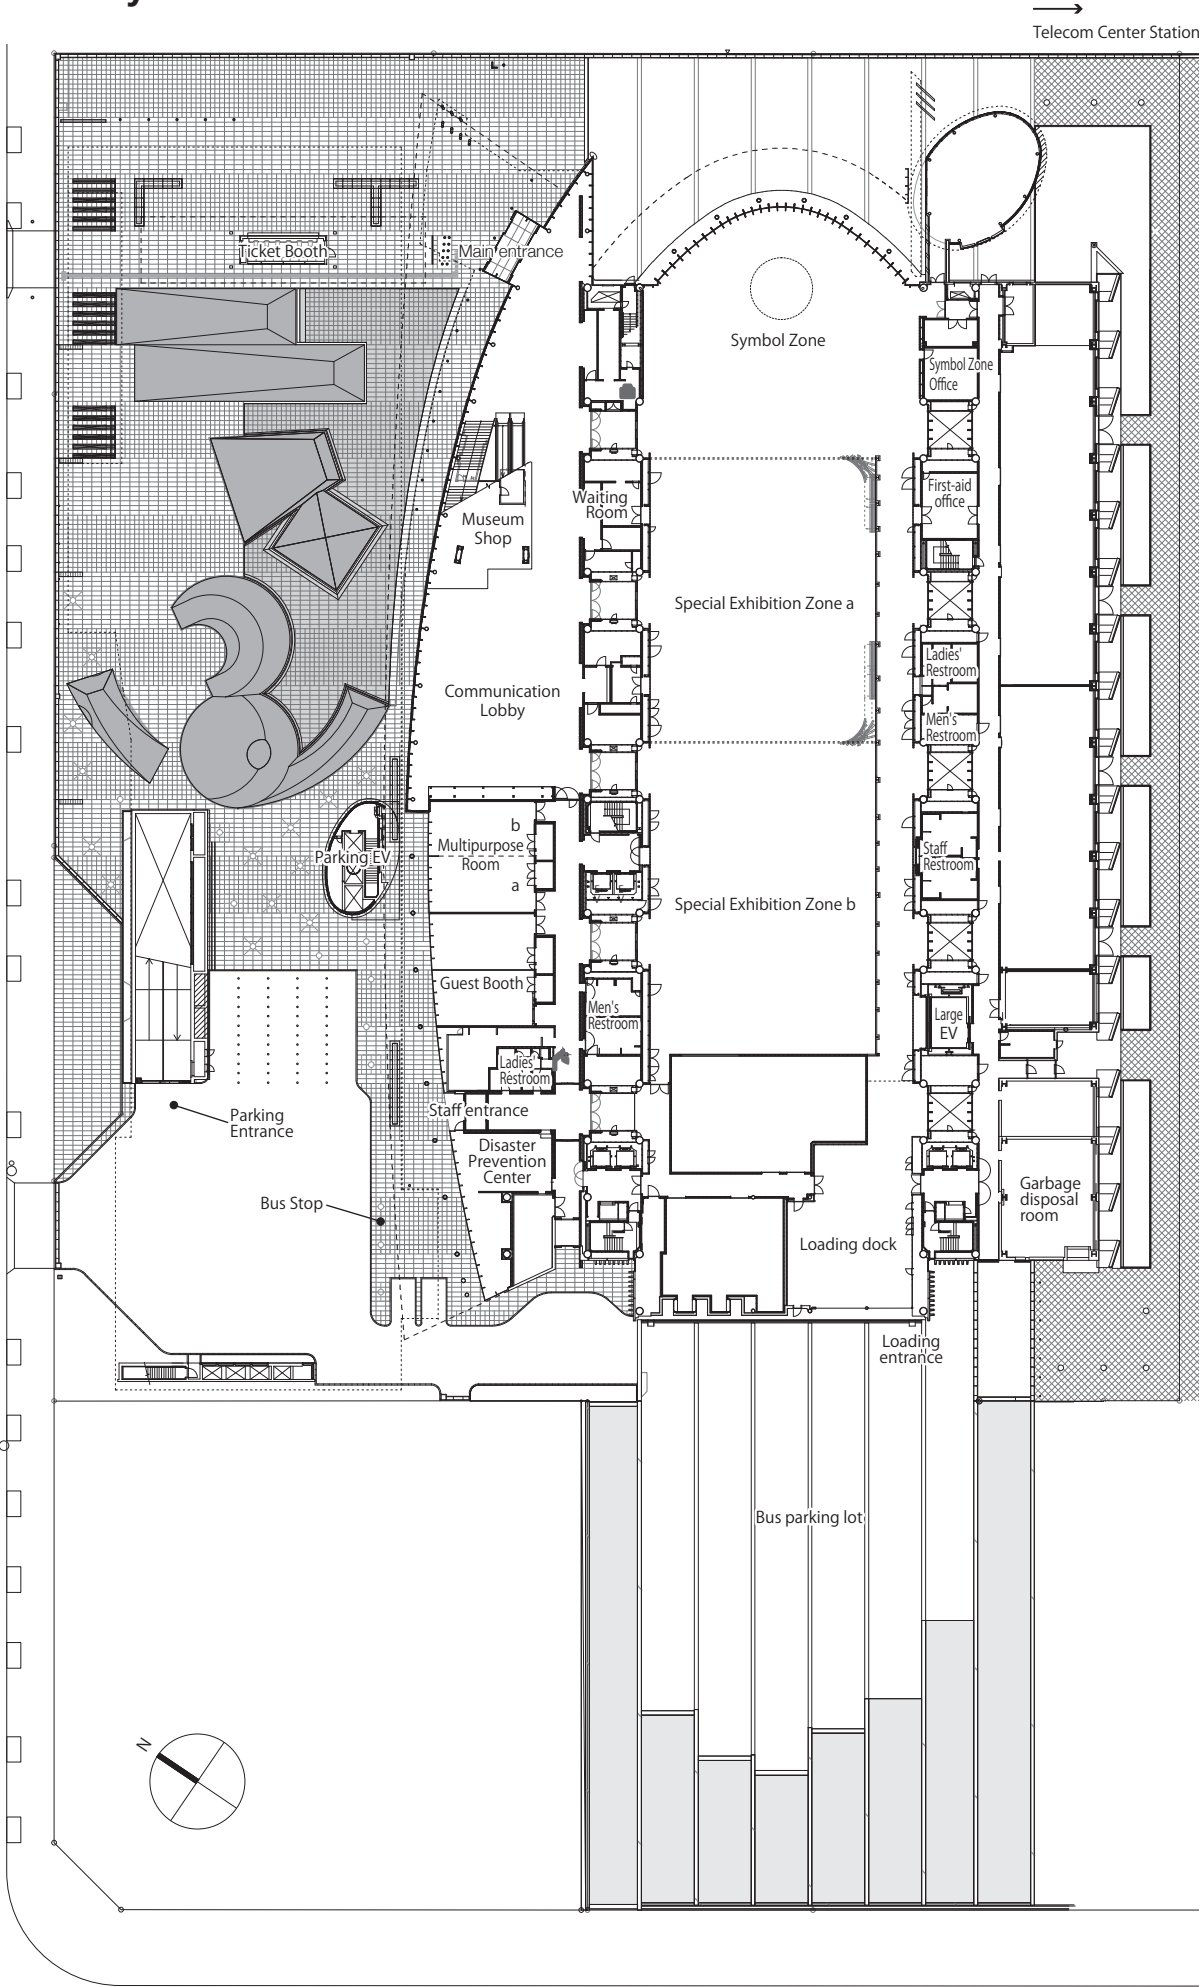 Telecom Center Station
Ticket Booth
Main entrance
Symbol Zone
Symbol Zone
Office
First-aid
office
Waiting
Room
Museum
Shop
Special Exhibition Zone a
Ladies'
Restroom
Men's
Restroom
Communication
Lobby
b
Multipurpose
Room
a
Parking EV
Staff
Restroom
Special Exhibition Zone b
Guest Booth
Men's
Restroom
Large
EV
Ladies'
Restroom
Staff entrance
Parking
Entrance
Disaster
Prevention
Center
Garbage
disposal
room
Bus Stop
Loading dock
Loading
entrance
Bus parking lot
N